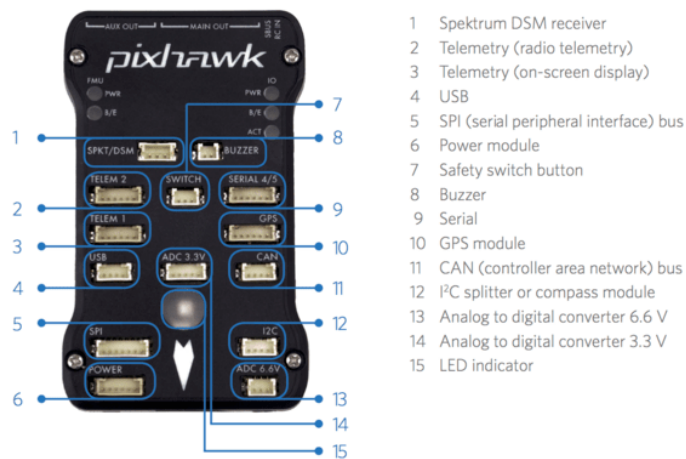 AUX OUT
MAIN OUT
SBUS
RC IN
pixhawk
FMU
PWR
B/E
IO
PWR
B/E
ACT
SPKT/DSM
BUZZER
TELEM 2
SWITCH
SERIAL 4/5
TELEM 1
GPS
USB
ADC 3.3V
CAN
SPI
I2C
POWER
ADC 6.6V
1
2
3
4
5
6
7
8
9
10
11
12
13
14
15
1 Spektrum DSM receiver
2 Telemetry (radio telemetry)
3 Telemetry (on-screen display)
4 USB
5 SPI (serial peripheral interface) bus
6 Power module
7 Safety switch button
8 Buzzer
9 Serial
10 GPS module
11 CAN (controller area network) bus
12 I²C splitter or compass module
13 Analog to digital converter 6.6 V
14 Analog to digital converter 3.3 V
15 LED indicator